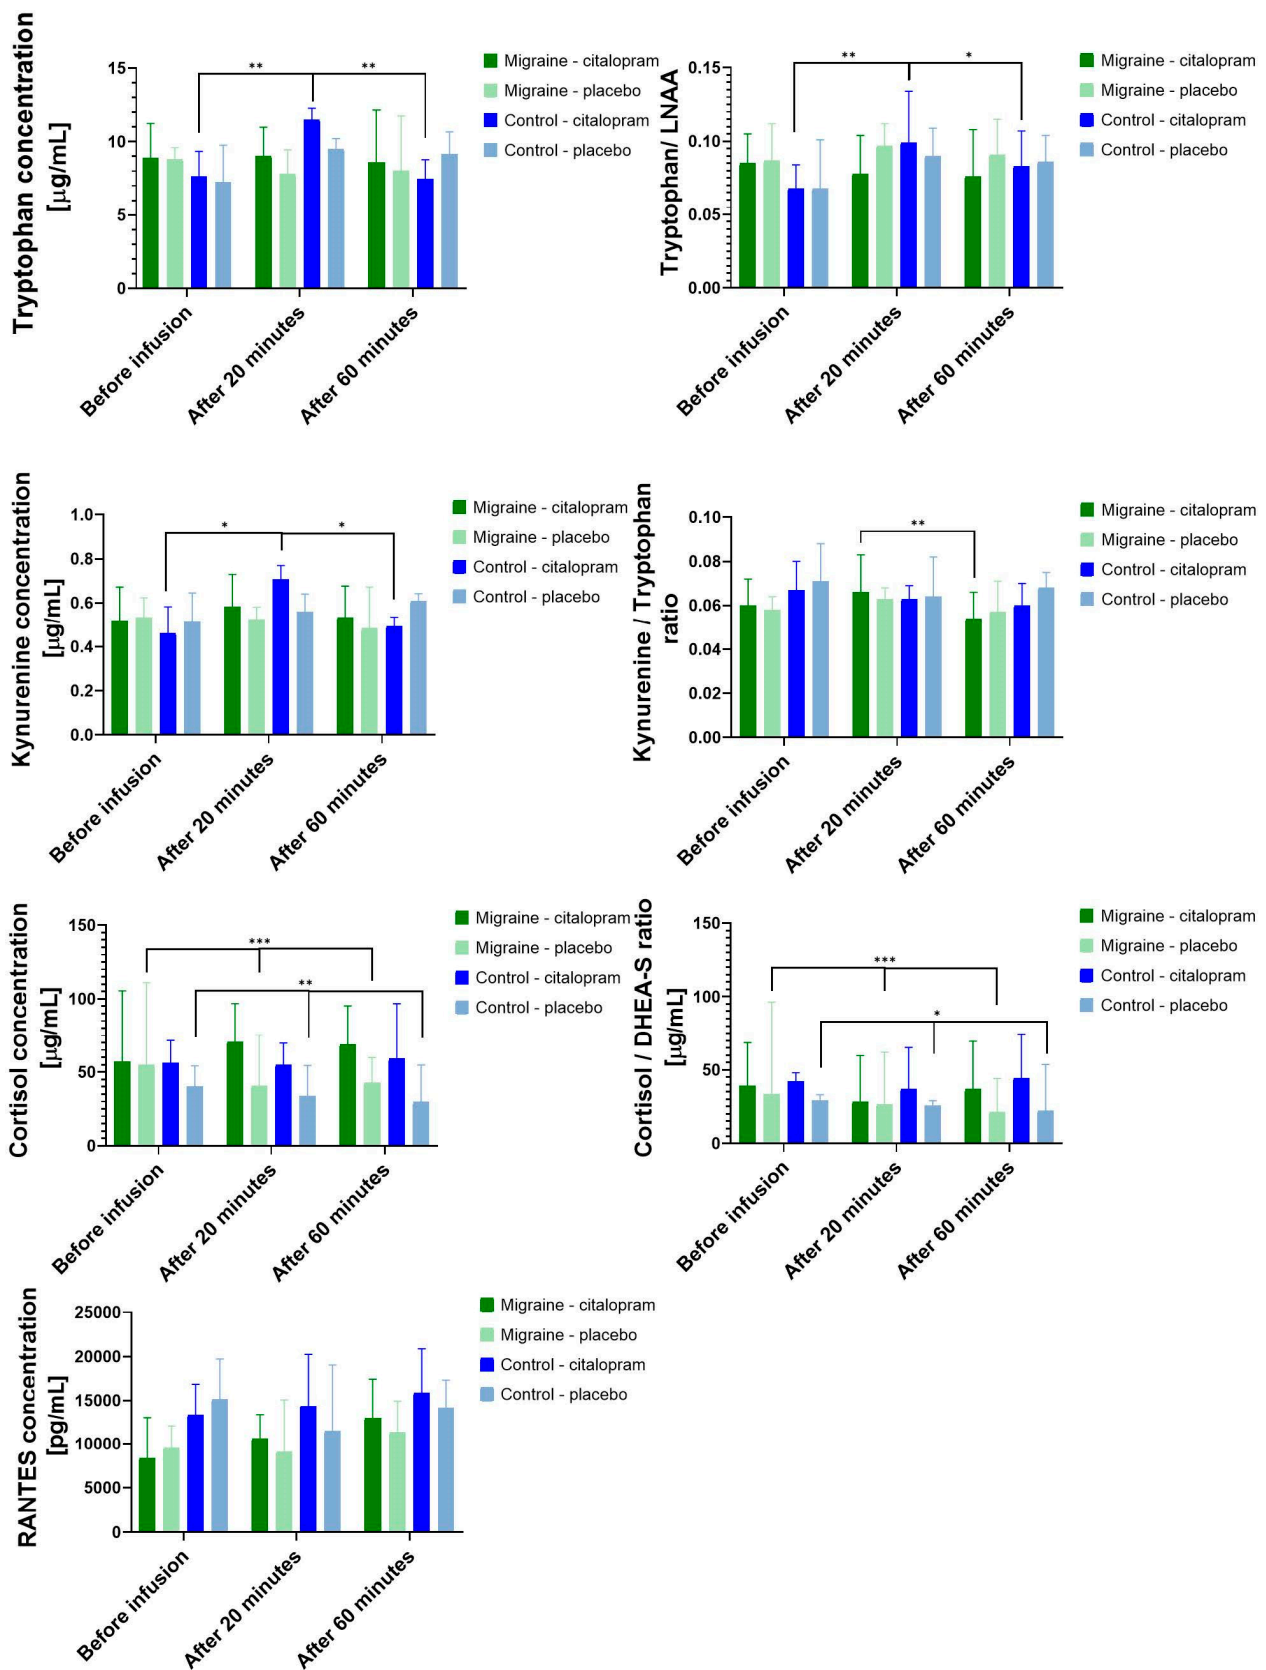 Tryptophan concentration
[µg/mL]
15
10
5
0
**
**
Before infusion
After 20 minutes
After 60 minutes
Migraine - citalopram
Migraine - placebo
Control - citalopram
Control - placebo
Tryptophan/ LNAA
0.15
0.10
0.05
0.00
**
*
Before infusion
After 20 minutes
After 60 minutes
Migraine - citalopram
Migraine - placebo
Control - citalopram
Control - placebo
Kynurenine concentration
[µg/mL]
1.0
0.8
0.6
0.4
0.2
0.0
*
*
Before infusion
After 20 minutes
After 60 minutes
Migraine - citalopram
Migraine - placebo
Control - citalopram
Control - placebo
Kynurenine / Tryptophan
ratio
0.10
0.08
0.06
0.04
0.02
0.00
**
Before infusion
After 20 minutes
After 60 minutes
Migraine - citalopram
Migraine - placebo
Control - citalopram
Control - placebo
Cortisol concentration
[µg/mL]
150
100
50
0
***
**
Before infusion
After 20 minutes
After 60 minutes
Migraine - citalopram
Migraine - placebo
Control - citalopram
Control - placebo
Cortisol / DHEA-S ratio
[µg/mL]
150
100
50
0
***
*
Before infusion
After 20 minutes
After 60 minutes
Migraine - citalopram
Migraine - placebo
Control - citalopram
Control - placebo
RANTES concentration
[pg/mL]
25000
20000
15000
10000
5000
0
Before infusion
After 20 minutes
After 60 minutes
Migraine - citalopram
Migraine - placebo
Control - citalopram
Control - placebo